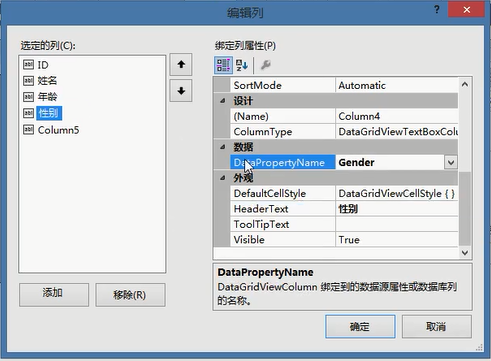 编辑列
选定的列(C):
ID
姓名
年龄
性别
Column5
添加
移除(R)
绑定列属性(P)
SortMode Automatic
设计
(Name) Column4
ColumnType DataGridViewTextBoxColu
数据
DataPropertyName Gender
外观
DefaultCellStyle DataGridViewCellStyle { }
HeaderText 性别
ToolTipText
Visible True
DataPropertyName
DataGridViewColumn 绑定到的数据源属性或数据库列
的名称。
确定
取消